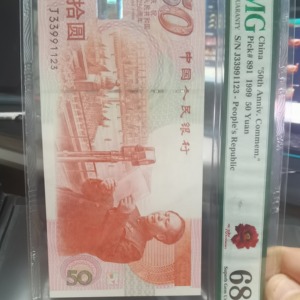 MG
China "50th Anniv. Commem."
Pick# 891 1999 50 Yuan
S/N J33991123 - People's Republic
68
50
J33991123
拾圆
中国人民银行
50